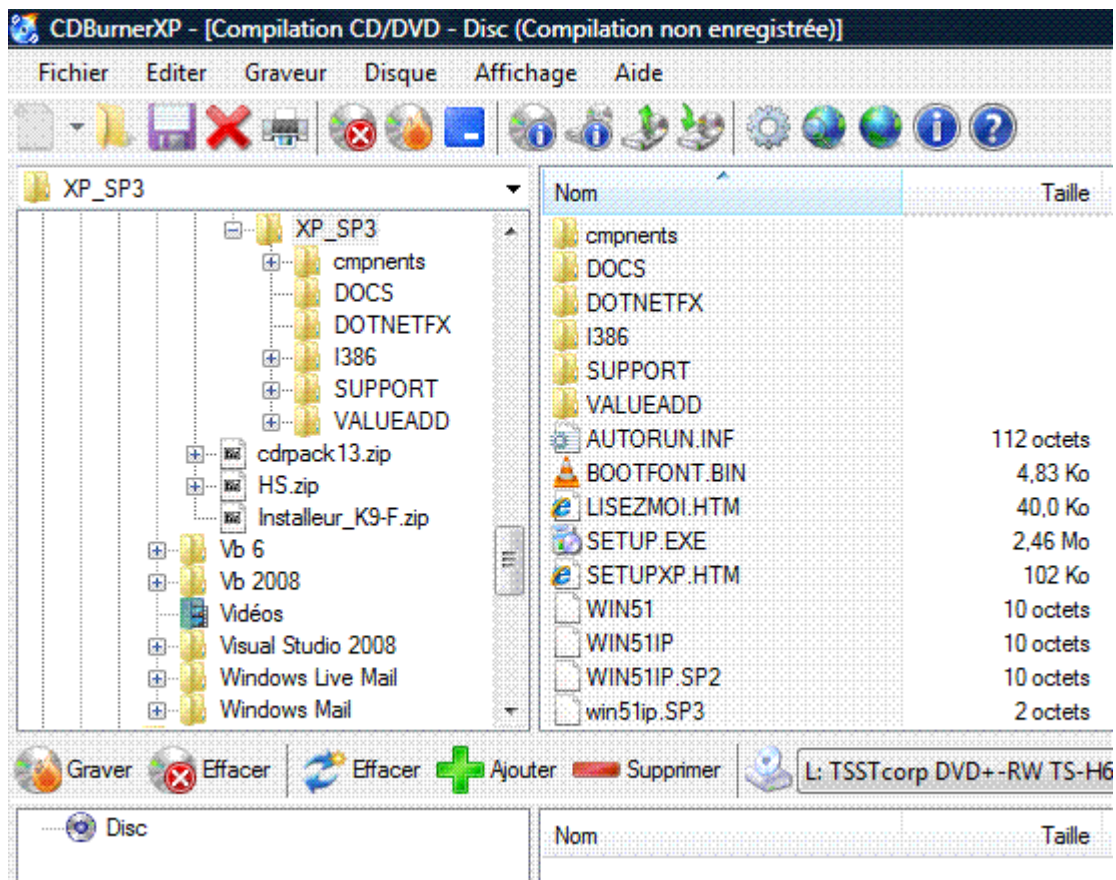 CDBurnerXP - [Compilation CD/DVD - Disc (Compilation non enregistrée)]
Fichier Editer Graveur Disque Affichage Aide
XP_SP3
XP_SP3
cmpnents
DOCS
DOTNETFX
I386
SUPPORT
VALUEADD
cdrpack13.zip
HS.zip
Installeur_K9-F.zip
Vb 6
Vb 2008
Vidéos
Visual Studio 2008
Windows Live Mail
Windows Mail
Nom Taille
cmpnents
DOCS
DOTNETFX
I386
SUPPORT
VALUEADD
AUTORUN.INF 112 octets
BOOTFONT.BIN 4,83 Ko
LISEZMOI.HTM 40,0 Ko
SETUP.EXE 2,46 Mo
SETUPXP.HTM 102 Ko
WIN51 10 octets
WIN51IP 10 octets
WIN51IP.SP2 10 octets
win51ip.SP3 2 octets
Graver Effacer Effacer Ajouter Supprimer L: TSSTcorp DVD+-RW TS-H6
Disc
Nom Taille